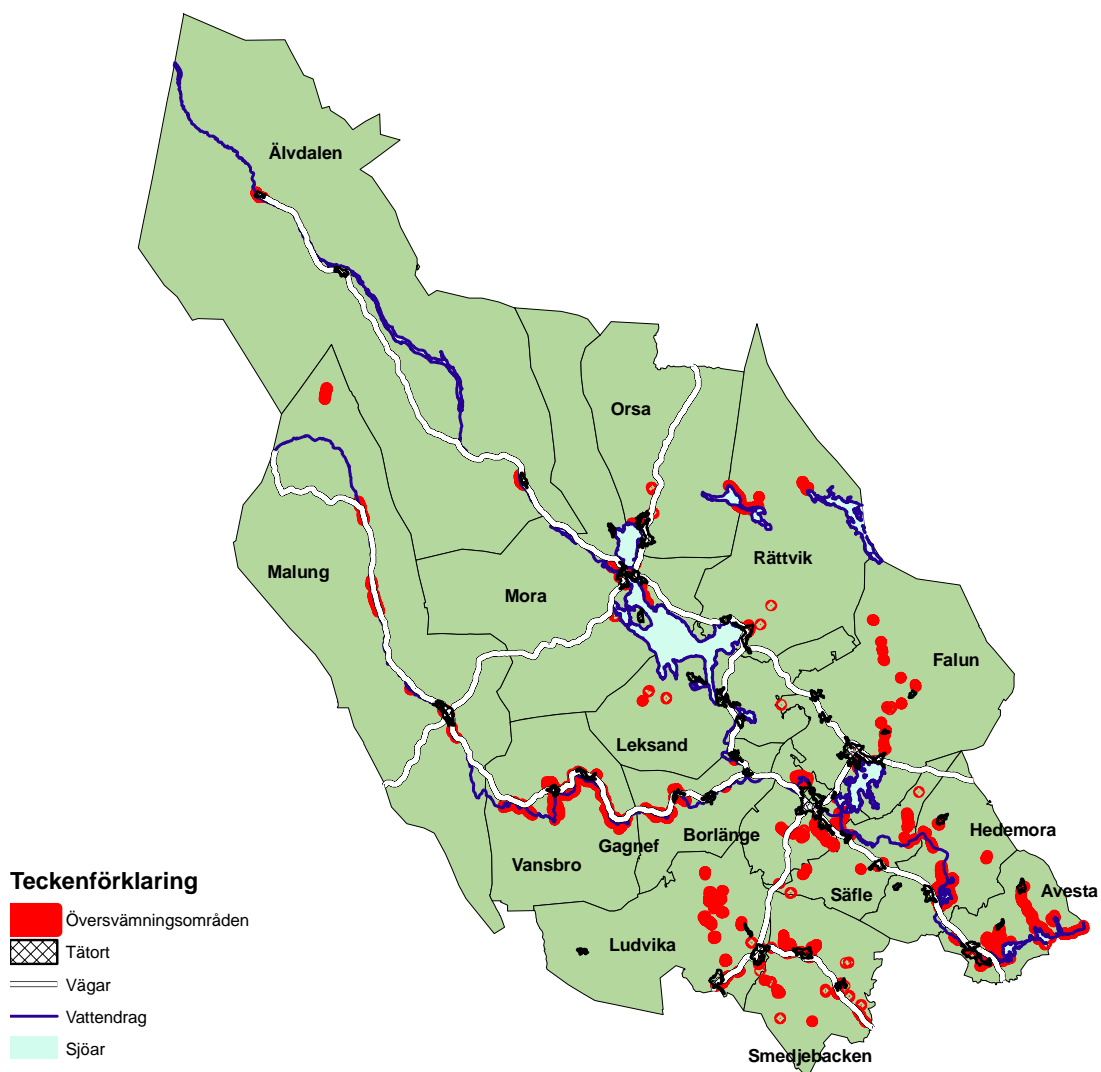 Älvdalen
Orsa
Malung
Mora
Rättvik
Falun
Leksand
Hedemora
Vansbro
Gagnef
Borlänge
Säfle
Avesta
Ludvika
Smedjebacken
Teckenförklaring
Översvämningsområden
Tätort
Vägar
Vattendrag
Sjöar